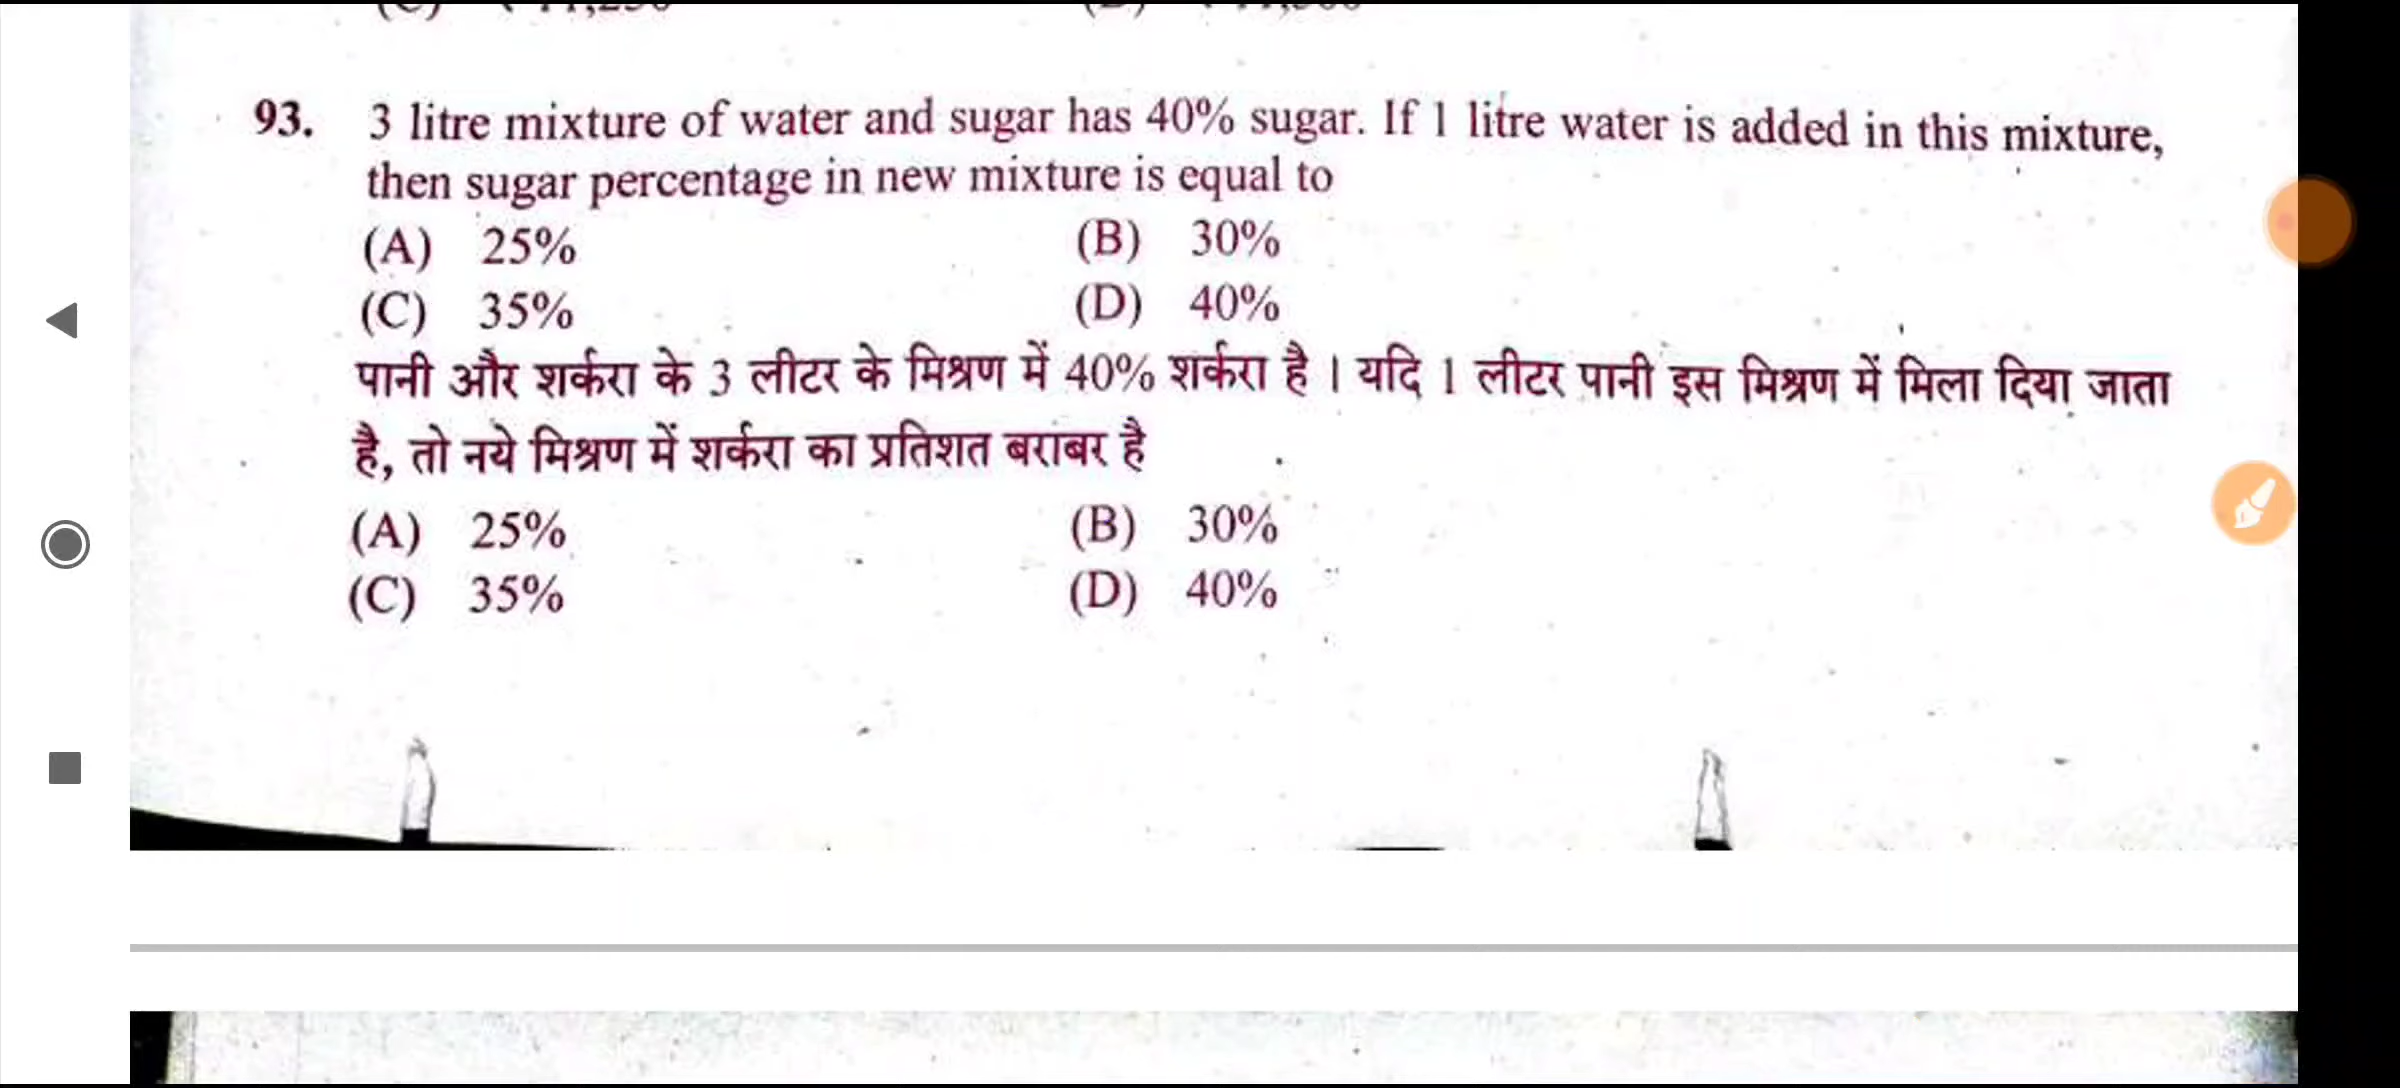 93. 3 litre mixture of water and sugar has 40% sugar. If 1 litre water is added in this mixture,
then sugar percentage in new mixture is equal to
(A) 25% (B) 30%
(C) 35% (D) 40%
पानी और शर्करा के 3 लीटर के मिश्रण में 40% शर्करा है । यदि 1 लीटर पानी इस मिश्रण में मिला दिया जाता
है, तो नये मिश्रण में शर्करा का प्रतिशत बराबर है
(A) 25% (B) 30%
(C) 35% (D) 40%